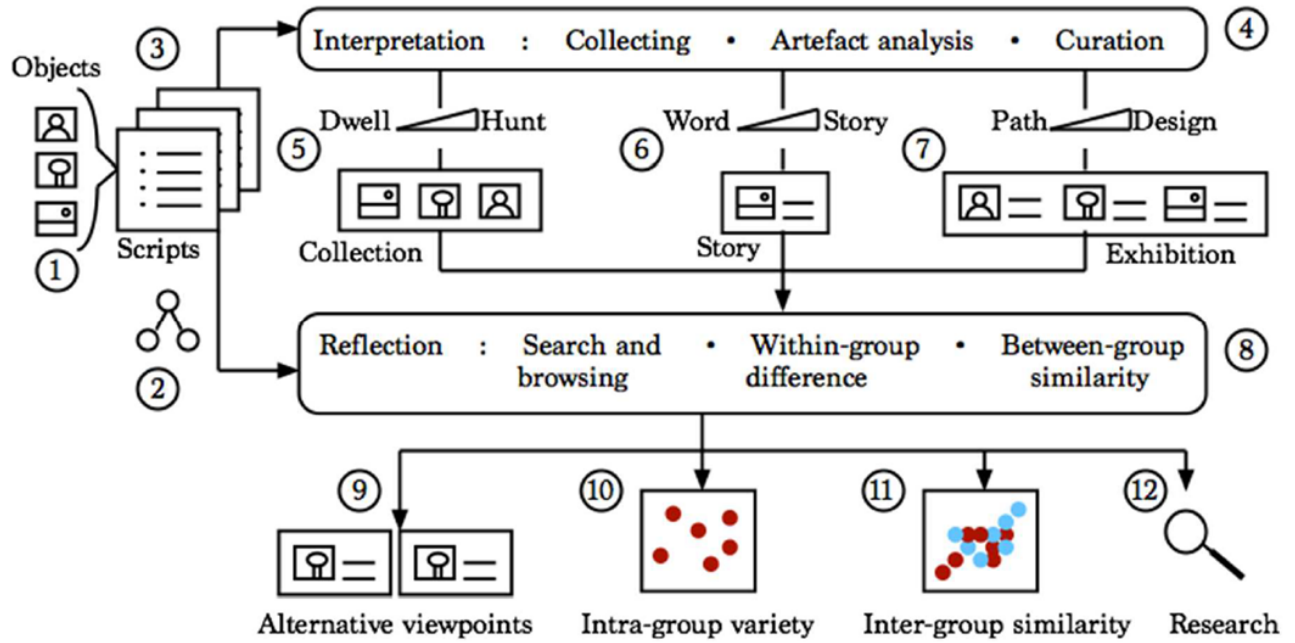 ③
Objects
①
Scripts
②
Interpretation : Collecting • Artefact analysis • Curation
④
Dwell Hunt
⑤
Collection
Word Story
⑥
Story
Path Design
⑦
Exhibition
Reflection : Search and • Within-group • Between-group
browsing difference similarity
⑧
⑨
Alternative viewpoints
⑩
Intra-group variety
⑪
Inter-group similarity
⑫
Research